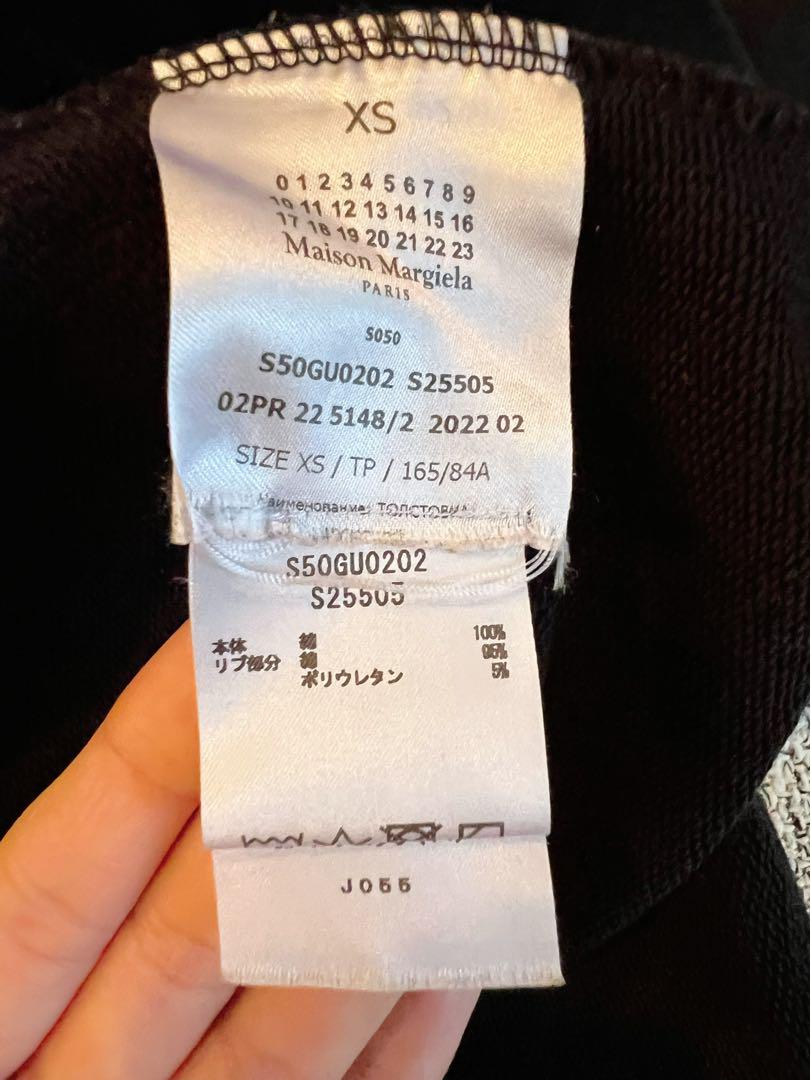 XS
0 1 2 3 4 5 6 7 8 9
10 11 12 13 14 15 16
17 18 19 20 21 22 23
Maison Margiela
PARIS
S050
S50GU0202 S25505
02PR 22 5148/2 2022 02
SIZE XS / TP / 165/84A
Наименование: ТОЛСТОВКА
S50GU0202
S25505
本体 綿 100%
リブ部分 綿 95%
ポリウレタン 5%
J055